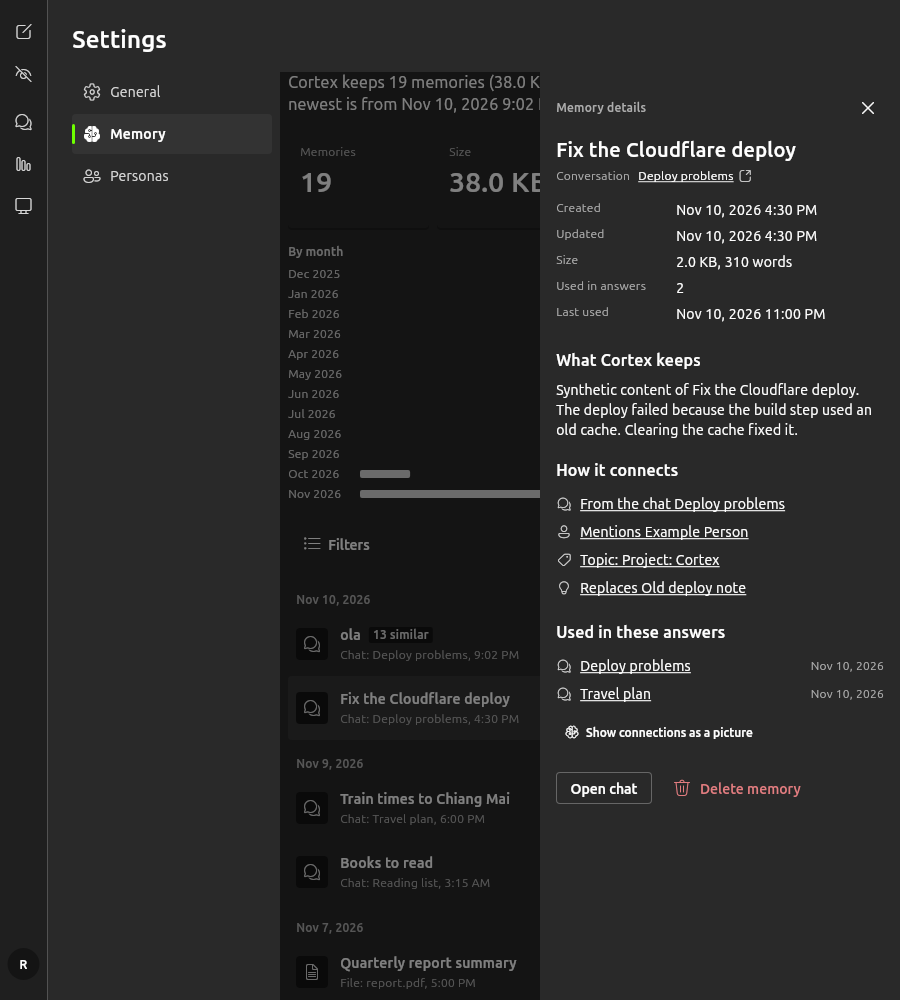 Settings
General
Memory
Personas
R
Cortex keeps 19 memories (38.0 K
newest is from Nov 10, 2026 9:02
Memories
Size
19
38.0 KB
By month
Dec 2025
Jan 2026
Feb 2026
Mar 2026
Apr 2026
May 2026
Jun 2026
Jul 2026
Aug 2026
Sep 2026
Oct 2026
Nov 2026
Filters
Nov 10, 2026
ola 13 similar
Chat: Deploy problems, 9:02 PM
Fix the Cloudflare deploy
Chat: Deploy problems, 4:30 PM
Nov 9, 2026
Train times to Chiang Mai
Chat: Travel plan, 6:00 PM
Books to read
Chat: Reading list, 3:15 AM
Nov 7, 2026
Quarterly report summary
File: report.pdf, 5:00 PM
Memory details
Fix the Cloudflare deploy
Conversation Deploy problems
Created Nov 10, 2026 4:30 PM
Updated Nov 10, 2026 4:30 PM
Size 2.0 KB, 310 words
Used in answers 2
Last used Nov 10, 2026 11:00 PM
What Cortex keeps
Synthetic content of Fix the Cloudflare deploy.
The deploy failed because the build step used an
old cache. Clearing the cache fixed it.
How it connects
From the chat Deploy problems
Mentions Example Person
Topic: Project: Cortex
Replaces Old deploy note
Used in these answers
Deploy problems Nov 10, 2026
Travel plan Nov 10, 2026
Show connections as a picture
Open chat
Delete memory